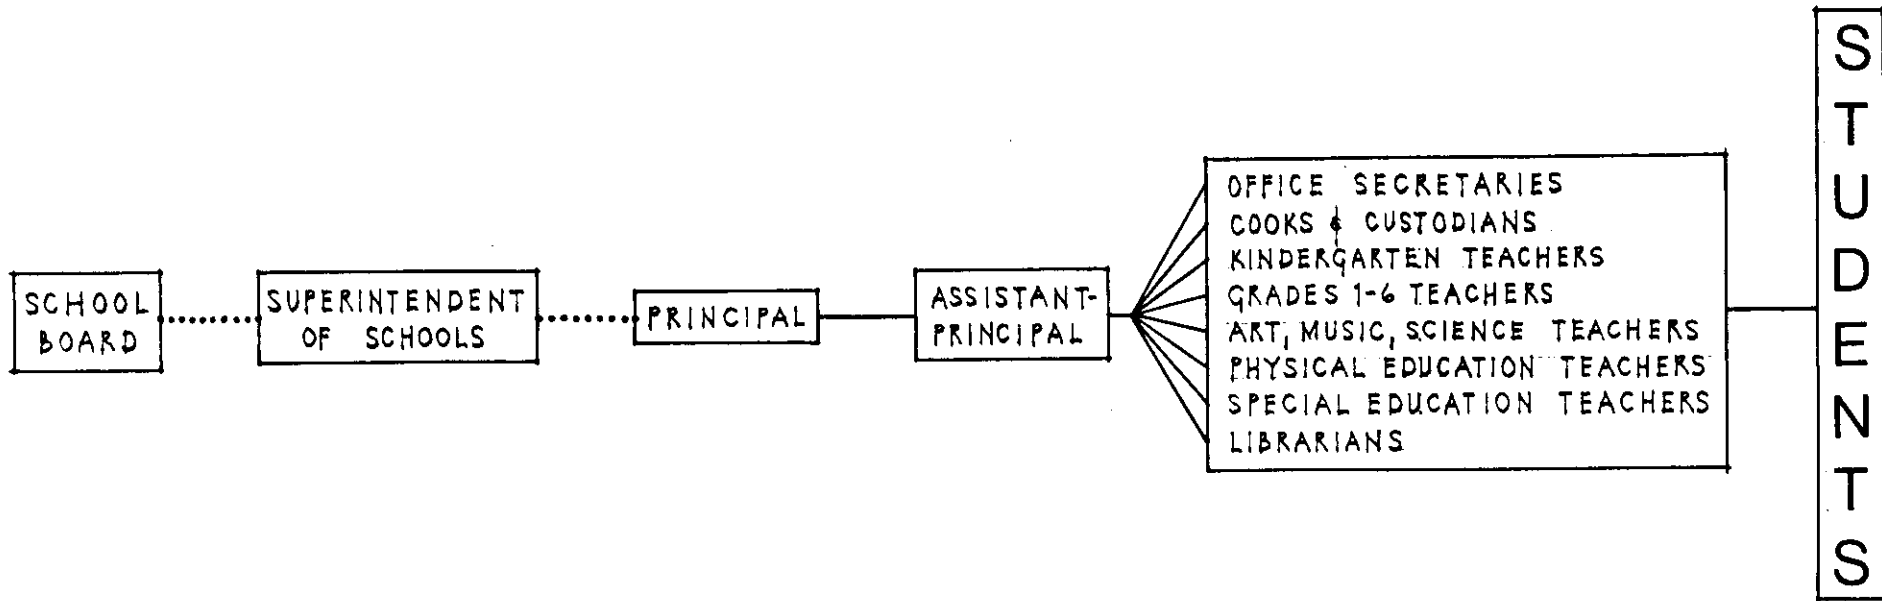 SCHOOL
BOARD
SUPERINTENDENT
OF SCHOOLS
PRINCIPAL
ASSISTANT-
PRINCIPAL
OFFICE SECRETARIES
COOKS & CUSTODIANS
KINDERGARTEN TEACHERS
GRADES 1-6 TEACHERS
ART, MUSIC, SCIENCE TEACHERS
PHYSICAL EDUCATION TEACHERS
SPECIAL EDUCATION TEACHERS
LIBRARIANS
STUDENTS